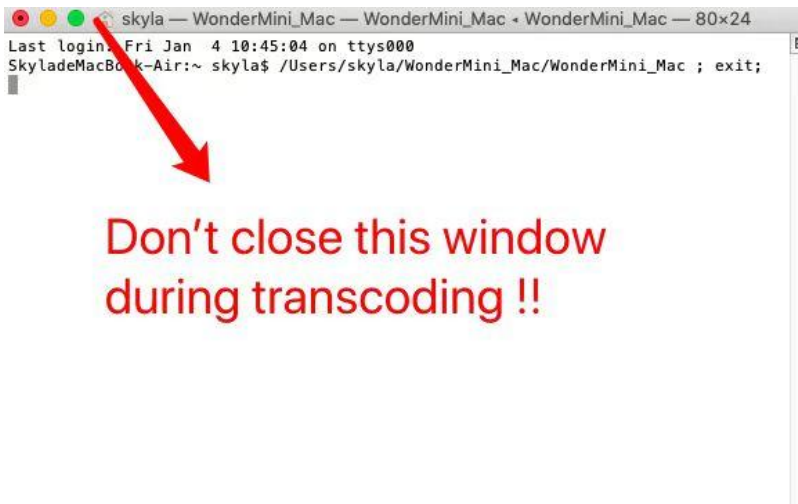 skyla — WonderMini_Mac — WonderMini_Mac ◂ WonderMini_Mac — 80×24
Last login: Fri Jan  4 10:45:04 on ttys000
SkyladeMacBook-Air:~ skyla$ /Users/skyla/WonderMini_Mac/WonderMini_Mac ; exit;
Don't close this window
during transcoding !!